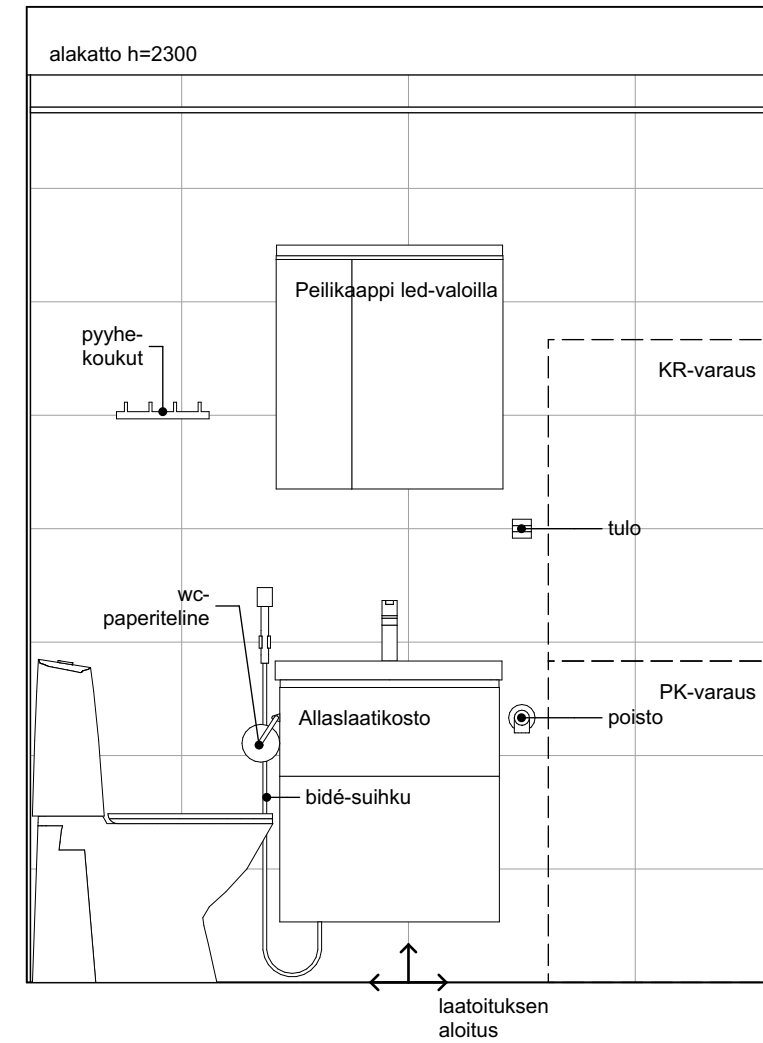 alakatto h=2300
Peilikaappi led-valoilla
pyyhe-
koukut
KR-varaus
tulo
wc-
paperiteline
PK-varaus
Allaslaatikosto
poisto
bidé-suihku
laatoituksen
aloitus